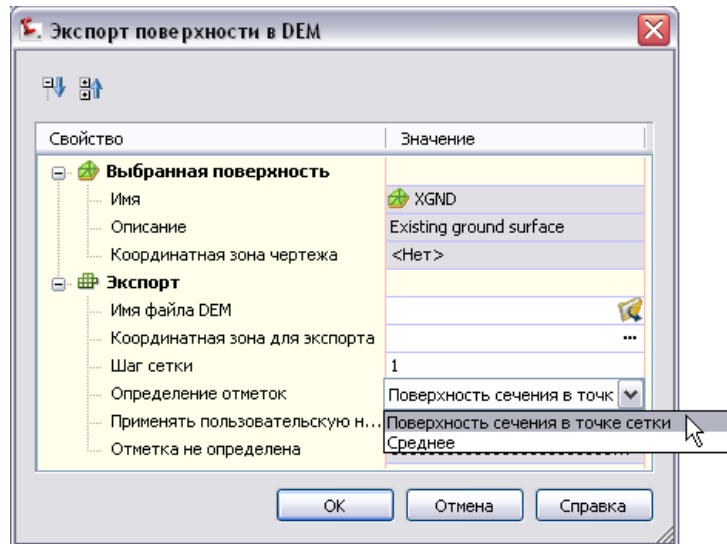 Экспорт поверхности в DEM
Свойство Значение
Выбранная поверхность
Имя XGND
Описание Existing ground surface
Координатная зона чертежа <Нет>
Экспорт
Имя файла DEM
Координатная зона для экспорта ...
Шаг сетки 1
Определение отметок Поверхность сечения в точк
Применять пользовательскую н... Поверхность сечения в точке сетки
Отметка не определена Среднее
ОК Отмена Справка